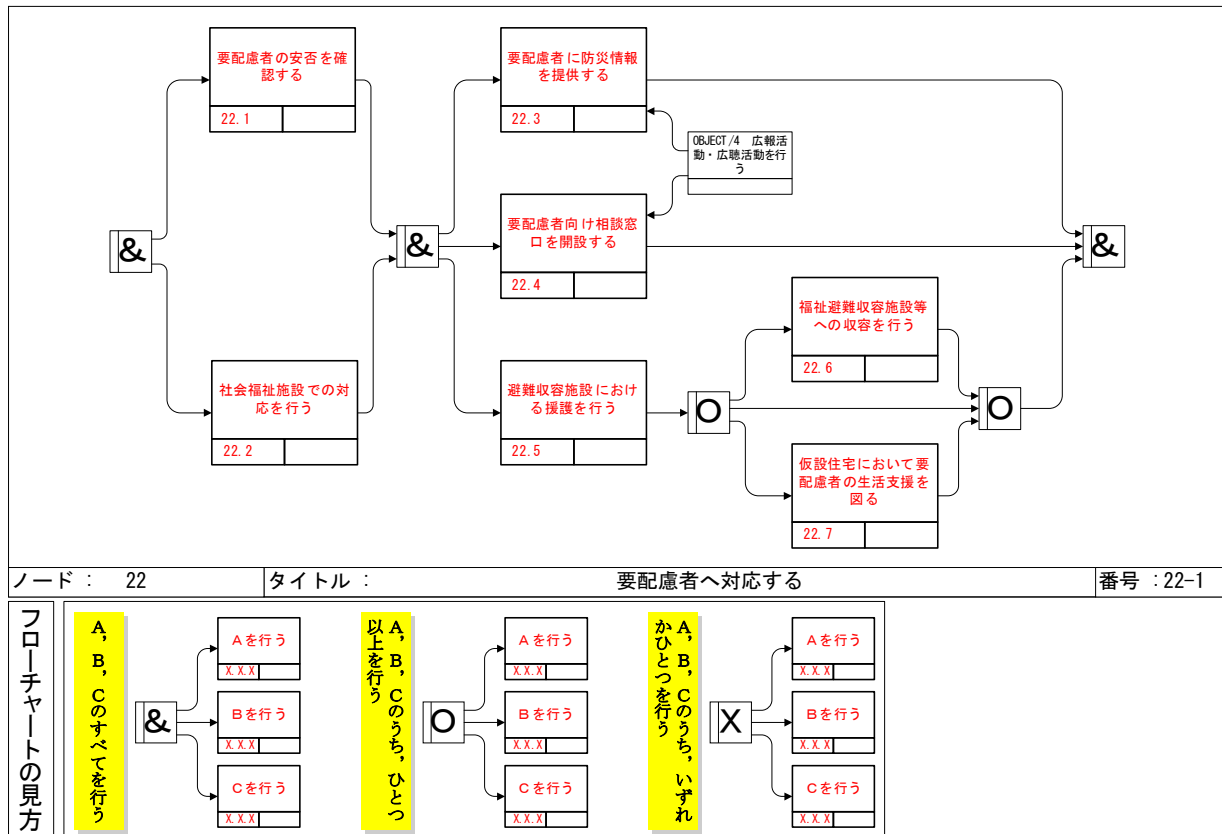 要配慮者の安否を確
認する
22.1
要配慮者に防災情報
を提供する
22.3
OBJECT/4 広報活
動・広聴活動を行
う
&
&
&
要配慮者向け相談窓
口を開設する
22.4
福祉避難収容施設等
への収容を行う
22.6
社会福祉施設での対
応を行う
22.2
避難収容施設におけ
る援護を行う
22.5
O
O
仮設住宅において要
配慮者の生活支援を
図る
22.7
ノード : 22
タイトル : 要配慮者へ対応する
番号 :22-1
フローチャートの見方
A, B, Cのすべてを行う
&
Aを行う
X.X.X
Bを行う
X.X.X
Cを行う
X.X.X
A, B, Cのうち, ひとつ
以上を行う
O
Aを行う
X.X.X
Bを行う
X.X.X
Cを行う
X.X.X
A, B, Cのうち, いずれ
かひとつを行う
X
Aを行う
X.X.X
Bを行う
X.X.X
Cを行う
X.X.X